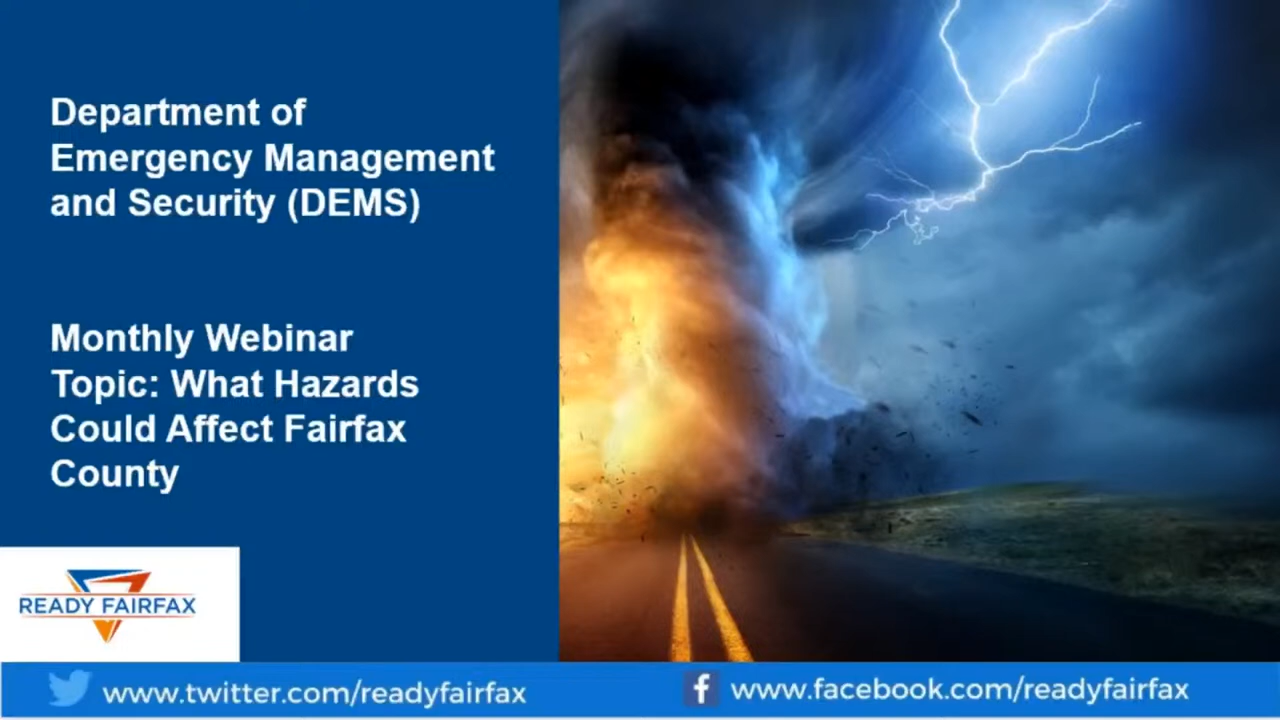 Department of
Emergency Management
and Security (DEMS)
Monthly Webinar
Topic: What Hazards
Could Affect Fairfax
County
READY FAIRFAX
www.twitter.com/readyfairfax
www.facebook.com/readyfairfax